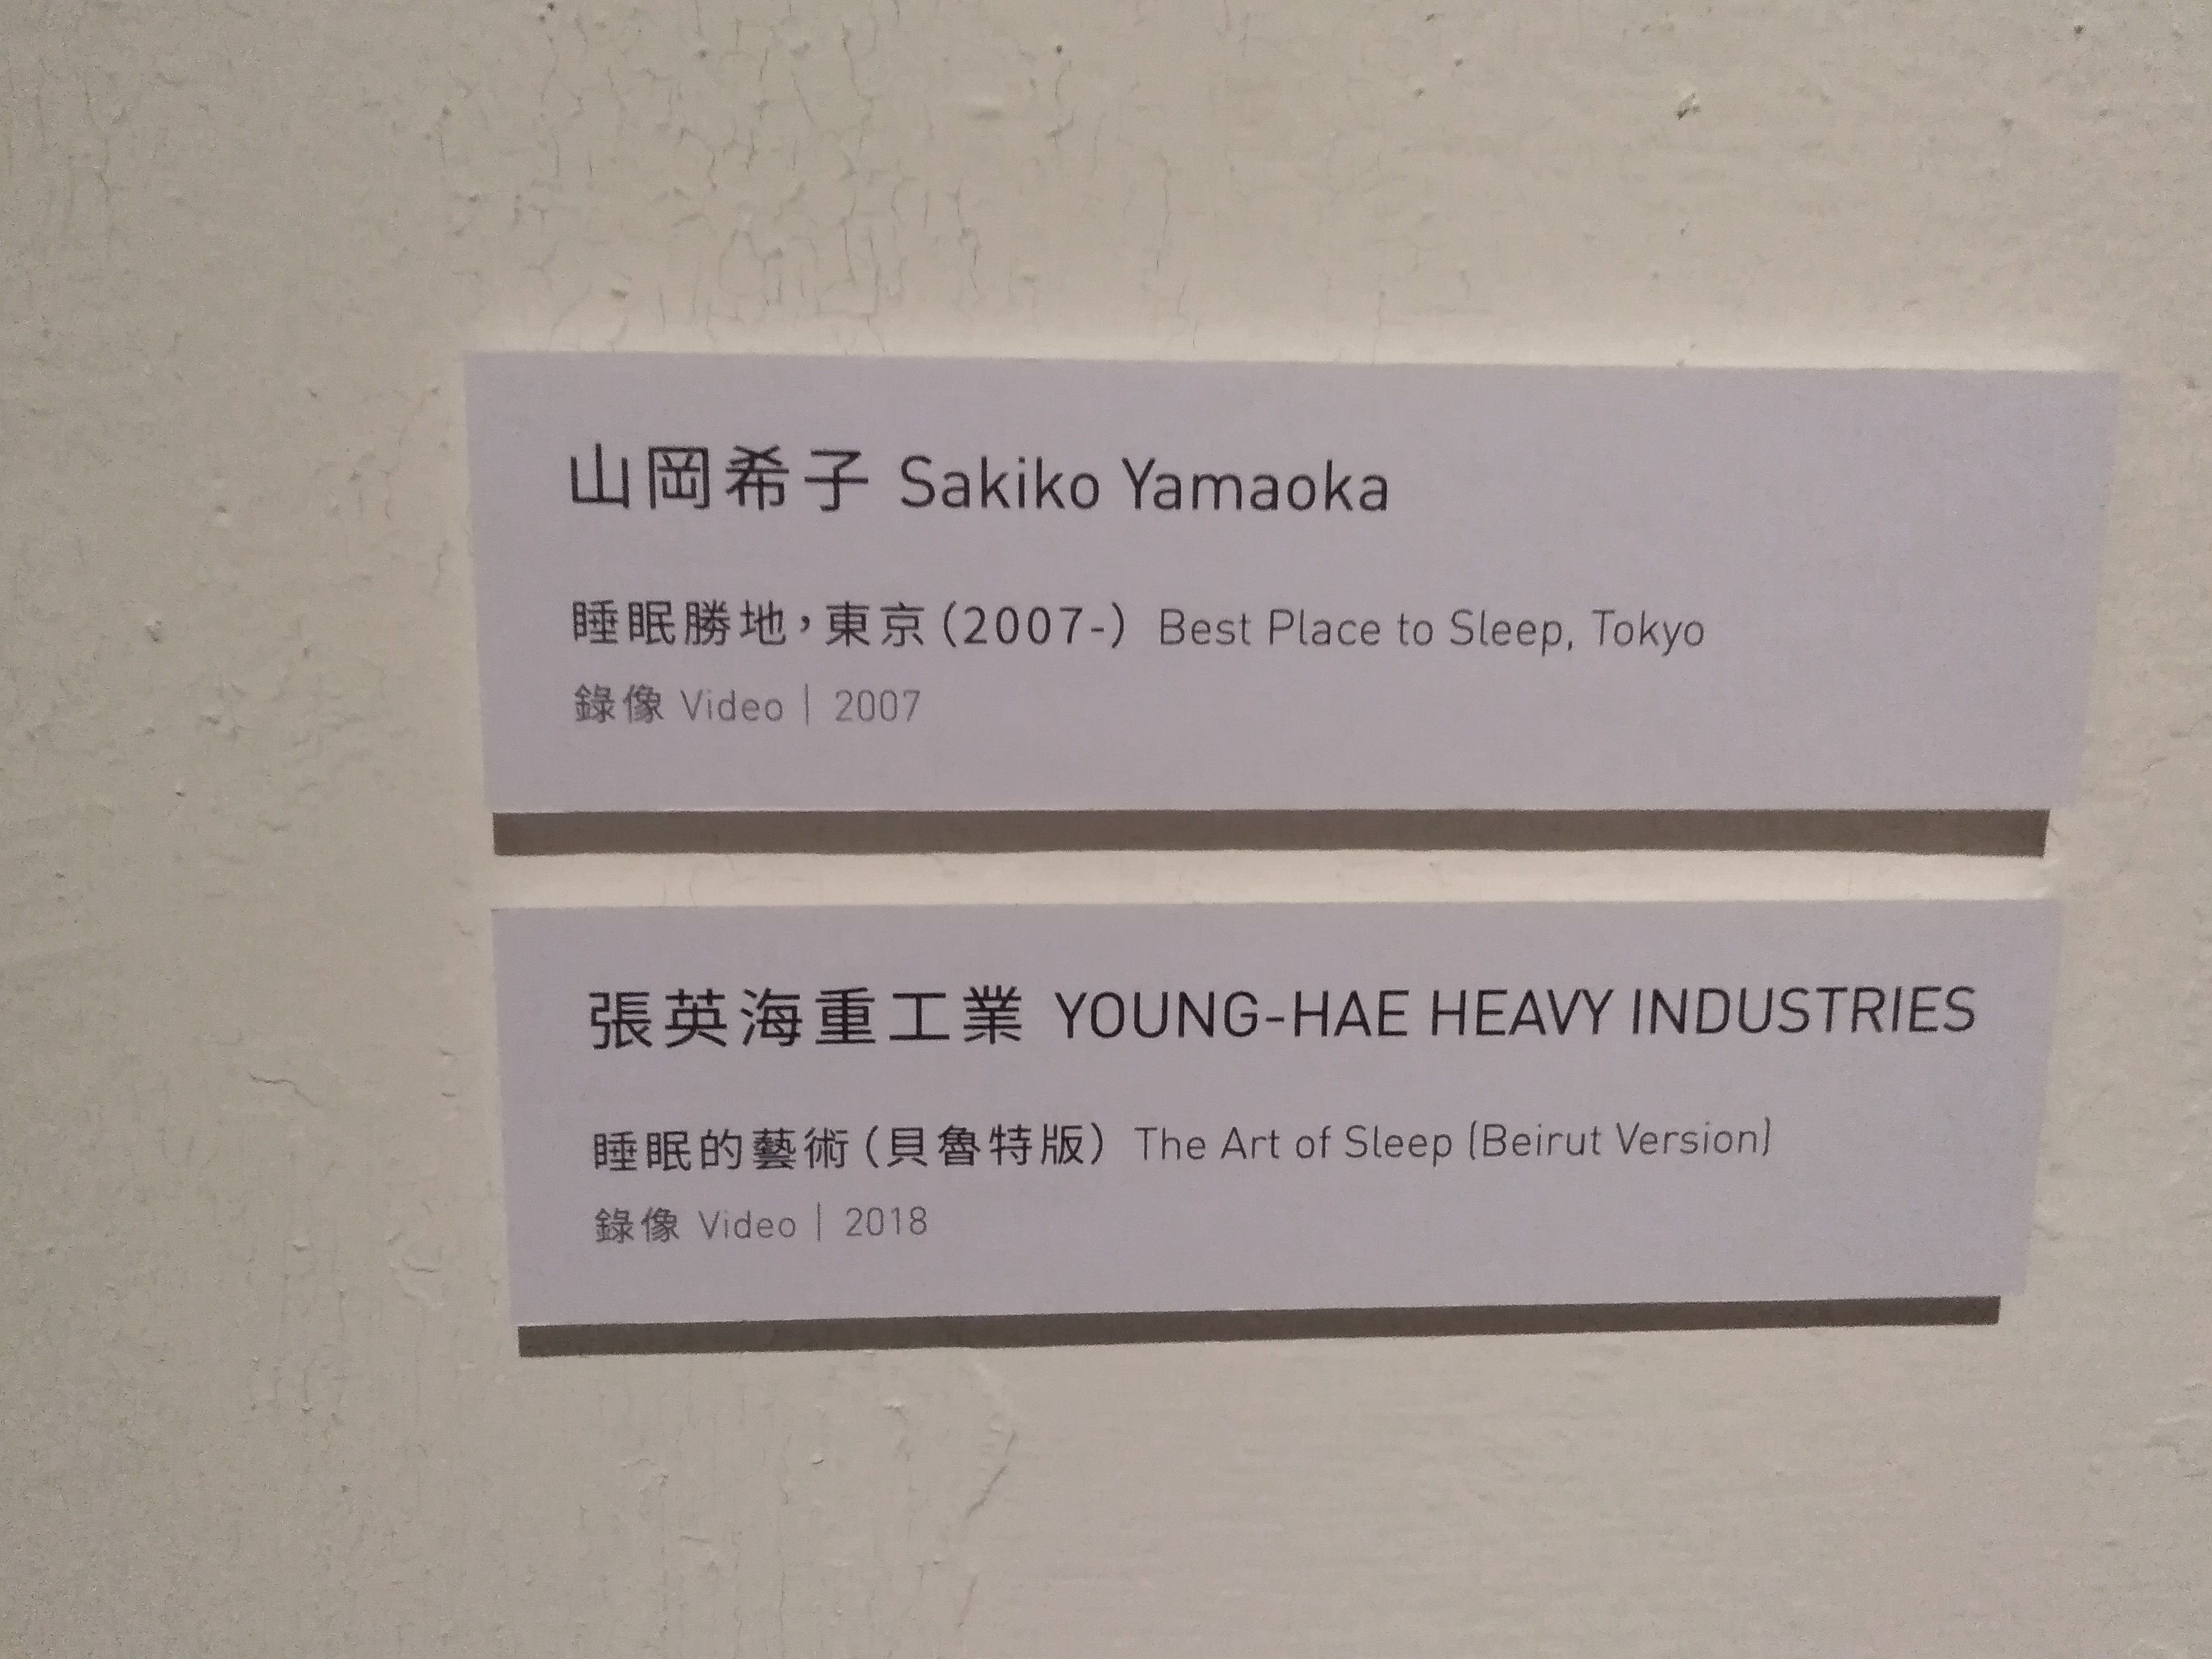 山岡希子 Sakiko Yamaoka
睡眠勝地，東京（2007-） Best Place to Sleep, Tokyo
錄像 Video | 2007
張英海重工業 YOUNG-HAE HEAVY INDUSTRIES
睡眠的藝術（貝魯特版） The Art of Sleep (Beirut Version)
錄像 Video | 2018